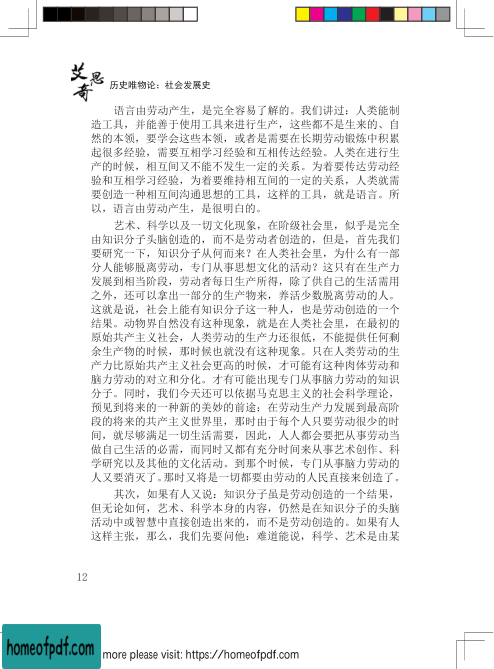 艾思奇
历史唯物论：社会发展史
语言由劳动产生，是完全容易了解的。我们讲过：人类能制
造工具，并能善于使用工具来进行生产，这些都不是生来的、自
然的本领，要学会这些本领，或者是需要在长期劳动锻炼中积累
起很多经验，需要互相学习经验和互相传达经验。人类在进行生
产的时候，相互间又不能不发生一定的关系。为着要传达劳动经
验和互相学习经验，为着要维持相互间的一定的关系，人类就需
要创造一种相互间沟通思想的工具，这样的工具，就是语言。所
以，语言由劳动产生，是很明白的。
艺术、科学以及一切文化现象，在阶级社会里，似乎是完全
由知识分子头脑创造的，而不是劳动者创造的，但是，首先我们
要研究一下，知识分子从何而来？在人类社会里，为什么有一部
分人能够脱离劳动，专门从事思想文化的活动？这只有在生产力
发展到相当阶段，劳动者每日生产所得，除了供自己的生活需用
之外，还可以拿出一部分的生产物来，养活少数脱离劳动的人。
这就是说，社会上能有知识分子这一种人，也是劳动创造的一个
结果。动物界自然没有这种现象，就是在人类社会里，在最初的
原始共产主义社会，人类劳动的生产力还很低，不能提供任何剩
余生产物的时候，那时候也就没有这种现象。只在人类劳动的生
产力比原始共产主义社会更高的时候，才可能有这种肉体劳动和
脑力劳动的对立和分化。才有可能出现专门从事脑力劳动的知识
分子。同时，我们今天还可以依据马克思主义的社会科学理论，
预见到将来的一种新的美妙的前途：在劳动生产力发展到最高阶
段的将来的共产主义世界里，那时由于每个人只要劳动很少的时
间，就尽够满足一切生活需要，因此，人人都会要把从事劳动当
做自己生活的必需，而同时又都有充分时间来从事艺术创作、科
学研究以及其他的文化活动。到那个时候，专门从事脑力劳动的
人又要消灭了。那时又将是一切都要由劳动的人民直接来创造了。
其次，如果有人又说：知识分子虽是劳动创造的一个结果，
但无论如何，艺术、科学本身的内容，仍然是在知识分子的头脑
活动中或智慧中直接创造出来的，而不是劳动创造的。如果有人
这样主张，那么，我们先要问他：难道能说，科学、艺术是由某
12
homeofpdf.com
more please visit: https://homeofpdf.com